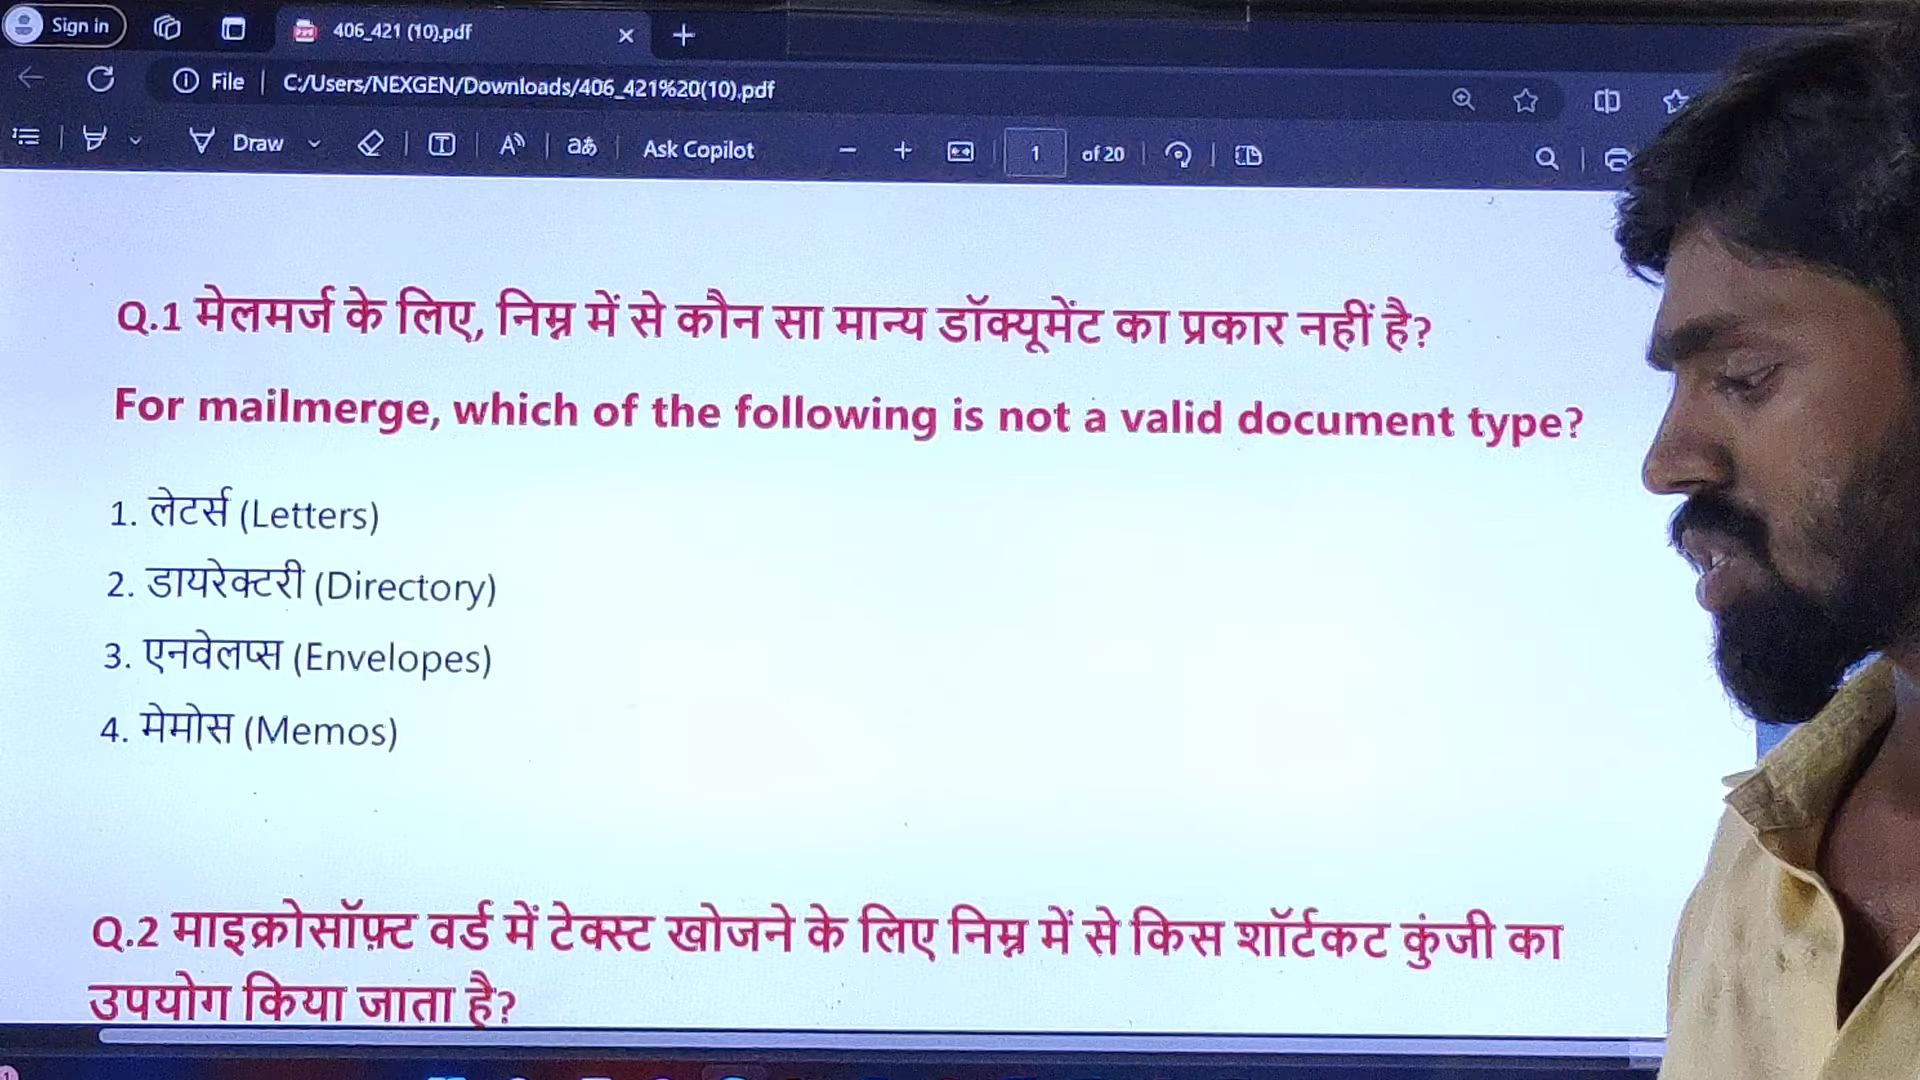 Sign in
406_421 (10).pdf
File
C:/Users/NEXGEN/Downloads/406_421%20(10).pdf
Draw
Ask Copilot
1 of 20
Q.1 मेलमर्ज के लिए, निम्न में से कौन सा मान्य डॉक्यूमेंट का प्रकार नहीं है?
For mailmerge, which of the following is not a valid document type?
1. लेटर्स (Letters)
2. डायरेक्टरी (Directory)
3. एनवेलप्स (Envelopes)
4. मेमोस (Memos)
Q.2 माइक्रोसॉफ़्ट वर्ड में टेक्स्ट खोजने के लिए निम्न में से किस शॉर्टकट कुंजी का
उपयोग किया जाता है?